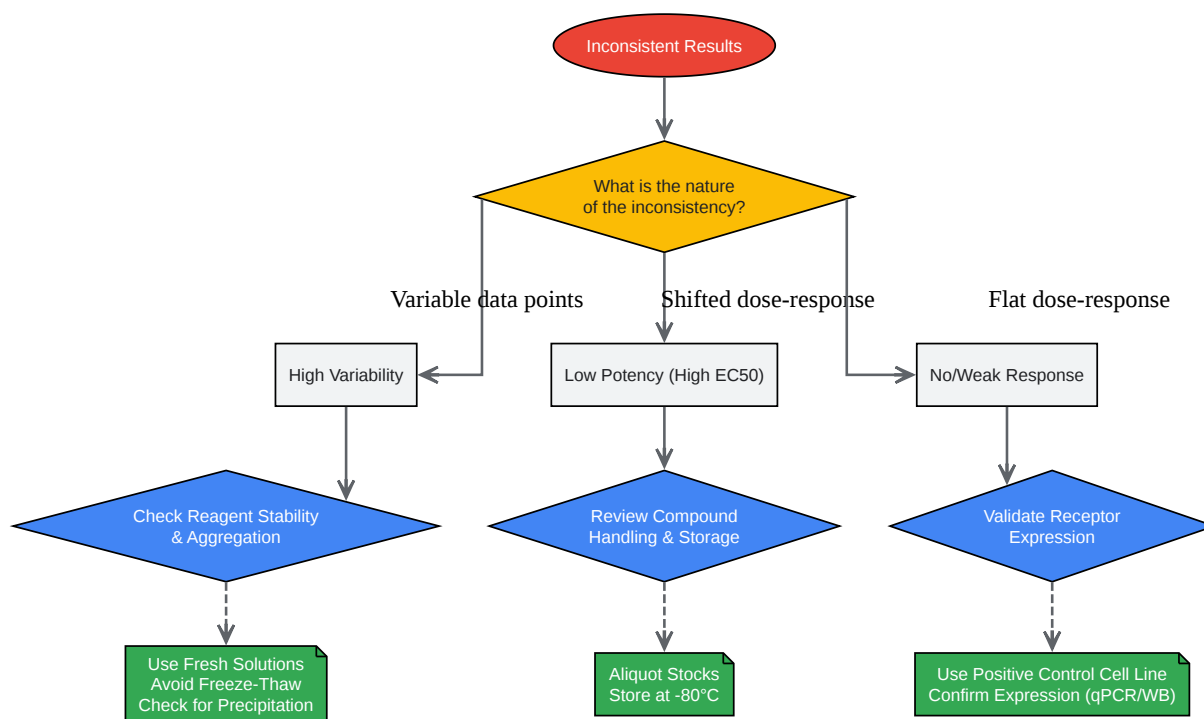 Inconsistent Results
What is the nature
of the inconsistency?
Variable data points
Shifted dose-response
Flat dose-response
High Variability
Low Potency (High EC50)
No/Weak Response
Check Reagent Stability
& Aggregation
Review Compound
Handling & Storage
Validate Receptor
Expression
Use Fresh Solutions
Avoid Freeze-Thaw
Check for Precipitation
Aliquot Stocks
Store at -80°C
Use Positive Control Cell Line
Confirm Expression (qPCR/WB)